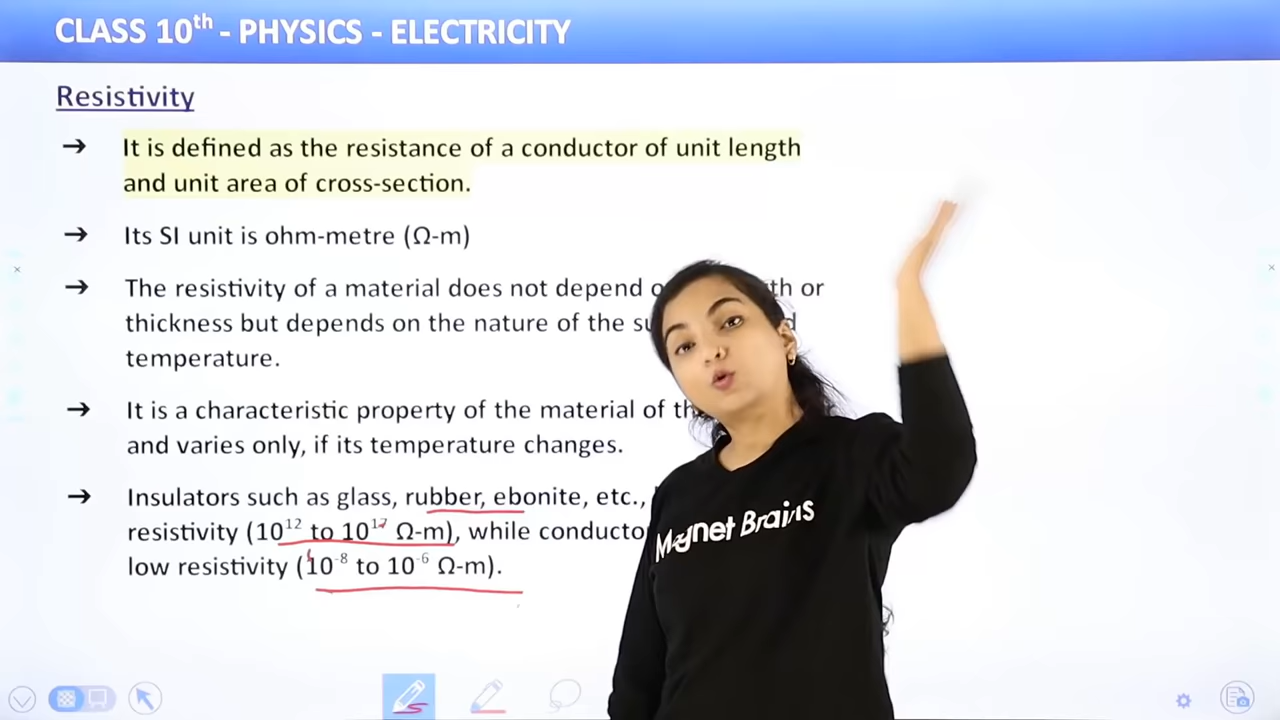 CLASS 10th - PHYSICS - ELECTRICITY
Resistivity
➔ It is defined as the resistance of a conductor of unit length
and unit area of cross-section.
➔ Its SI unit is ohm-metre (Ω-m)
➔ The resistivity of a material does not depend or
thickness but depends on the nature of the
temperature.
➔ It is a characteristic property of the material of
and varies only, if its temperature changes.
➔ Insulators such as glass, rubber, ebonite, etc.,
resistivity (10¹² to 10¹⁷ Ω-m), while
low resistivity (10⁻⁸ to 10⁻⁶ Ω-m).
Magnet Brains